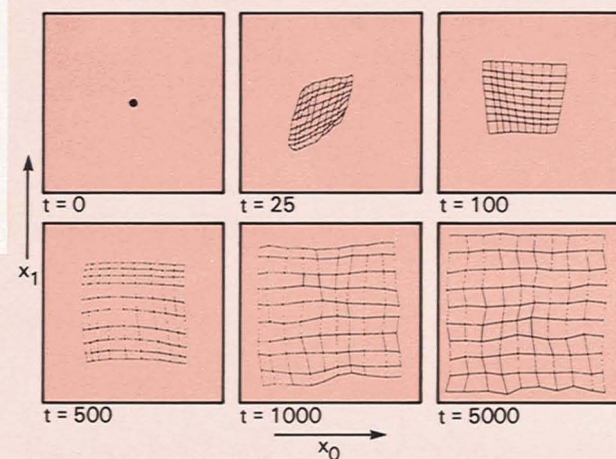 t = 0
t = 25
t = 100
x1
t = 500
t = 1000
t = 5000
x0